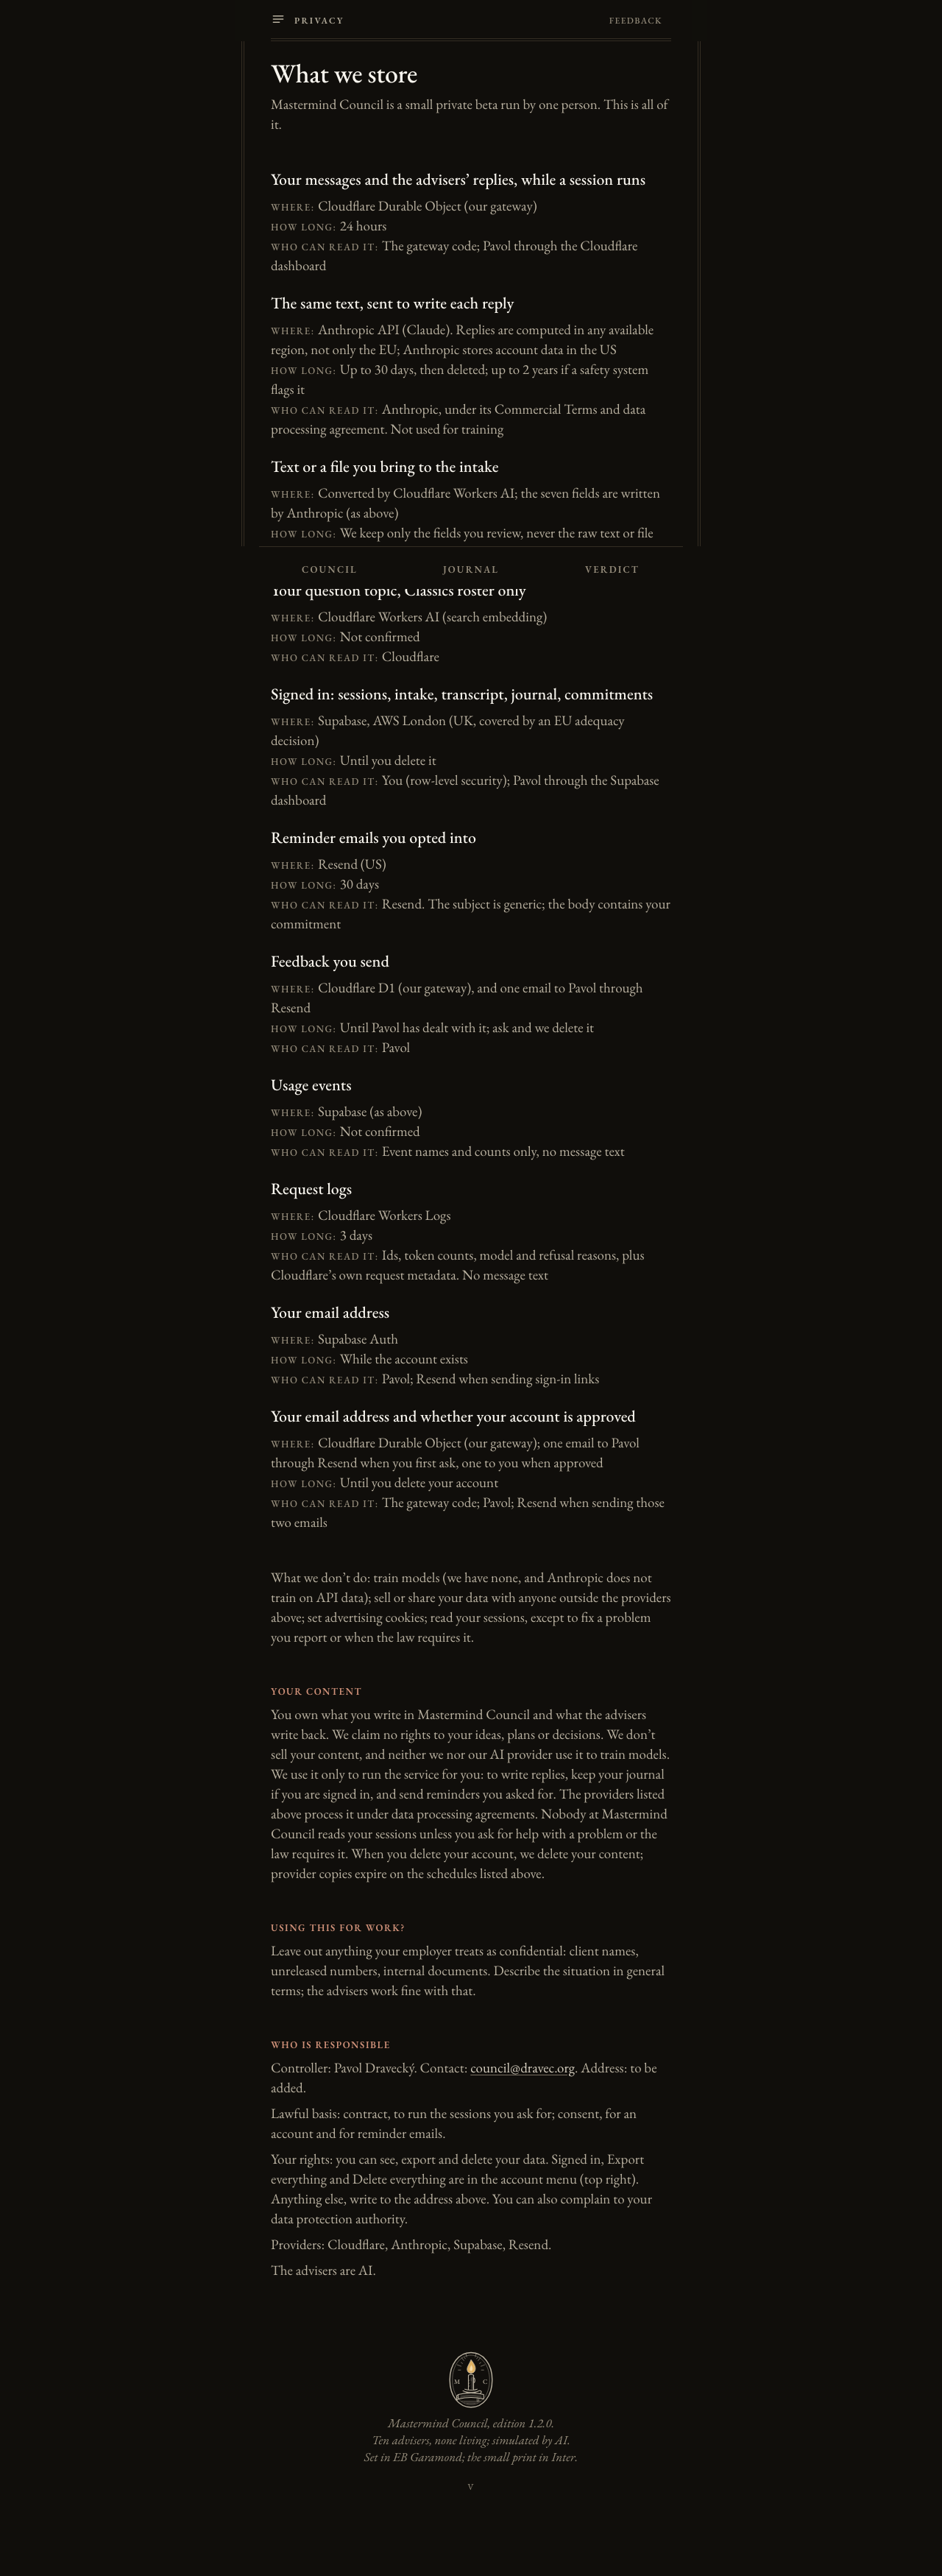 PRIVACY
FEEDBACK
What we store
Mastermind Council is a small private beta run by one person. This is all of
it.
Your messages and the advisers’ replies, while a session runs
WHERE: Cloudflare Durable Object (our gateway)
HOW LONG: 24 hours
WHO CAN READ IT: The gateway code; Pavol through the Cloudflare
dashboard
The same text, sent to write each reply
WHERE: Anthropic API (Claude). Replies are computed in any available
region, not only the EU; Anthropic stores account data in the US
HOW LONG: Up to 30 days, then deleted; up to 2 years if a safety system
flags it
WHO CAN READ IT: Anthropic, under its Commercial Terms and data
processing agreement. Not used for training
Text or a file you bring to the intake
WHERE: Converted by Cloudflare Workers AI; the seven fields are written
by Anthropic (as above)
HOW LONG: We keep only the fields you review, never the raw text or file
COUNCIL
JOURNAL
VERDICT
Your question topic, Classics roster only
WHERE: Cloudflare Workers AI (search embedding)
HOW LONG: Not confirmed
WHO CAN READ IT: Cloudflare
Signed in: sessions, intake, transcript, journal, commitments
WHERE: Supabase, AWS London (UK, covered by an EU adequacy
decision)
HOW LONG: Until you delete it
WHO CAN READ IT: You (row-level security); Pavol through the Supabase
dashboard
Reminder emails you opted into
WHERE: Resend (US)
HOW LONG: 30 days
WHO CAN READ IT: Resend. The subject is generic; the body contains your
commitment
Feedback you send
WHERE: Cloudflare D1 (our gateway), and one email to Pavol through
Resend
HOW LONG: Until Pavol has dealt with it; ask and we delete it
WHO CAN READ IT: Pavol
Usage events
WHERE: Supabase (as above)
HOW LONG: Not confirmed
WHO CAN READ IT: Event names and counts only, no message text
Request logs
WHERE: Cloudflare Workers Logs
HOW LONG: 3 days
WHO CAN READ IT: Ids, token counts, model and refusal reasons, plus
Cloudflare’s own request metadata. No message text
Your email address
WHERE: Supabase Auth
HOW LONG: While the account exists
WHO CAN READ IT: Pavol; Resend when sending sign-in links
Your email address and whether your account is approved
WHERE: Cloudflare Durable Object (our gateway); one email to Pavol
through Resend when you first ask, one to you when approved
HOW LONG: Until you delete your account
WHO CAN READ IT: The gateway code; Pavol; Resend when sending those
two emails
What we don’t do: train models (we have none, and Anthropic does not
train on API data); sell or share your data with anyone outside the providers
above; set advertising cookies; read your sessions, except to fix a problem
you report or when the law requires it.
YOUR CONTENT
You own what you write in Mastermind Council and what the advisers
write back. We claim no rights to your ideas, plans or decisions. We don’t
sell your content, and neither we nor our AI provider use it to train models.
We use it only to run the service for you: to write replies, keep your journal
if you are signed in, and send reminders you asked for. The providers listed
above process it under data processing agreements. Nobody at Mastermind
Council reads your sessions unless you ask for help with a problem or the
law requires it. When you delete your account, we delete your content;
provider copies expire on the schedules listed above.
USING THIS FOR WORK?
Leave out anything your employer treats as confidential: client names,
unreleased numbers, internal documents. Describe the situation in general
terms; the advisers work fine with that.
WHO IS RESPONSIBLE
Controller: Pavol Dravecký. Contact: council@dravec.org. Address: to be
added.
Lawful basis: contract, to run the sessions you ask for; consent, for an
account and for reminder emails.
Your rights: you can see, export and delete your data. Signed in, Export
everything and Delete everything are in the account menu (top right).
Anything else, write to the address above. You can also complain to your
data protection authority.
Providers: Cloudflare, Anthropic, Supabase, Resend.
The advisers are AI.
M C
Mastermind Council, edition 1.2.0.
Ten advisers, none living; simulated by AI.
Set in EB Garamond; the small print in Inter.
V